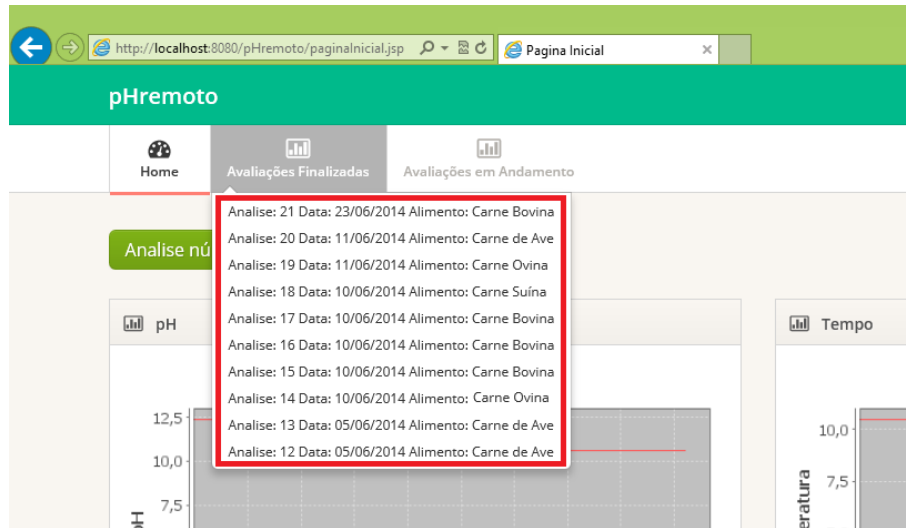 http://localhost:8080/pHremoto/paginaInicial.jsp
Pagina Inicial
pHremoto
Home
Avaliações Finalizadas
Avaliações em Andamento
Analise: 21 Data: 23/06/2014 Alimento: Carne Bovina
Analise: 20 Data: 11/06/2014 Alimento: Carne de Ave
Analise: 19 Data: 11/06/2014 Alimento: Carne Ovina
Analise: 18 Data: 10/06/2014 Alimento: Carne Suína
Analise: 17 Data: 10/06/2014 Alimento: Carne Bovina
Analise: 16 Data: 10/06/2014 Alimento: Carne Bovina
Analise: 15 Data: 10/06/2014 Alimento: Carne Bovina
Analise: 14 Data: 10/06/2014 Alimento: Carne Ovina
Analise: 13 Data: 05/06/2014 Alimento: Carne de Ave
Analise: 12 Data: 05/06/2014 Alimento: Carne de Ave
Analise nú
pH
12,5
10,0
7,5
pH
Tempo
10,0
7,5
eratura